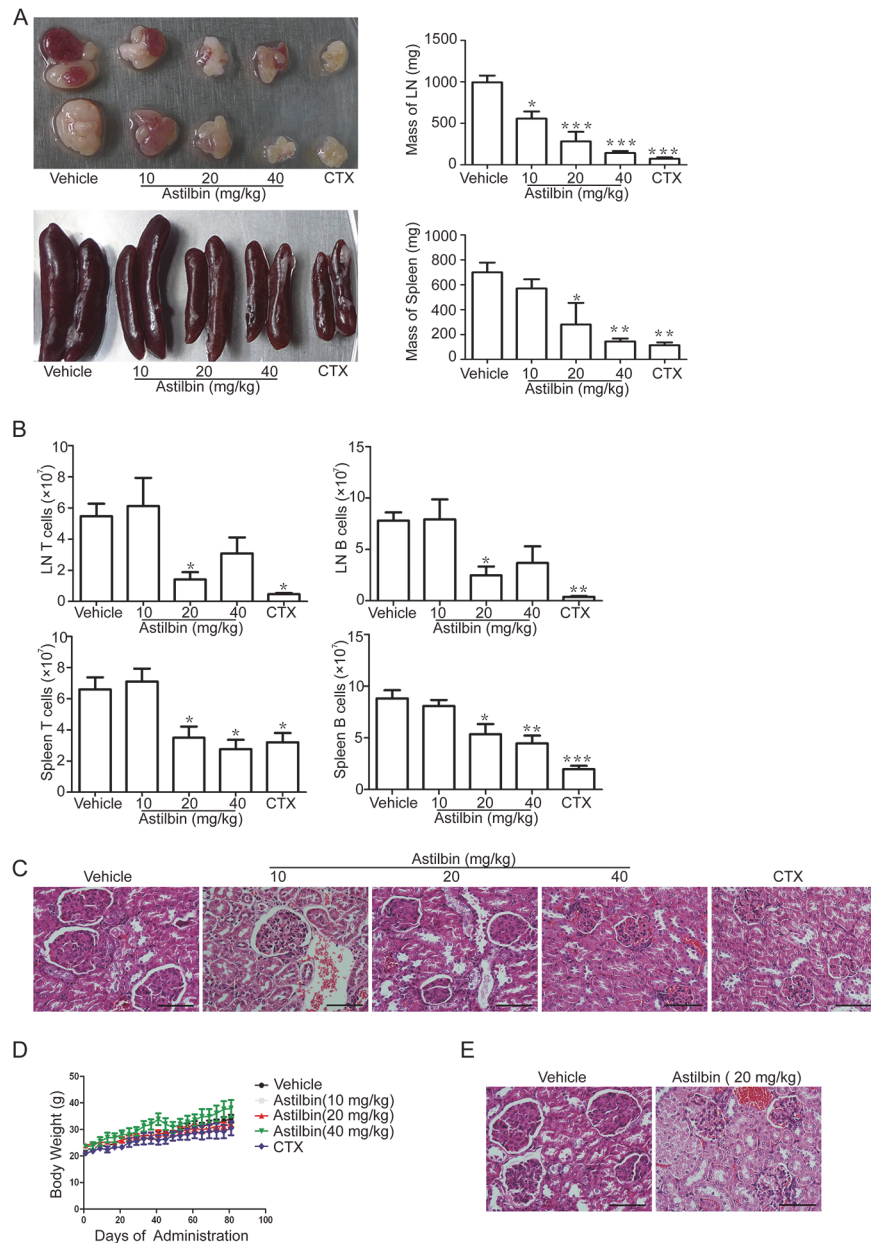 A
Vehicle 10 20 40 CTX
Astilbin (mg/kg)
Mass of LN (mg)
1500
1000
500
0
* *** *** ***
Vehicle 10 20 40 CTX
Astilbin (mg/kg)
Vehicle 10 20 40 CTX
Astilbin (mg/kg)
Mass of Spleen (mg)
1000
800
600
400
200
0
* ** **
Vehicle 10 20 40 CTX
Astilbin (mg/kg)
B
LN T cells (×10⁷)
10
8
6
4
2
0
* *
Vehicle 10 20 40 CTX
Astilbin (mg/kg)
LN B cells (×10⁷)
15
10
5
0
* **
Vehicle 10 20 40 CTX
Astilbin (mg/kg)
Spleen T cells (×10⁷)
10
8
6
4
2
0
* * *
Vehicle 10 20 40 CTX
Astilbin (mg/kg)
Spleen B cells (×10⁷)
15
10
5
0
* ** ***
Vehicle 10 20 40 CTX
Astilbin (mg/kg)
C
Astilbin (mg/kg)
Vehicle 10 20 40 CTX
D
Body Weight (g)
50
40
30
20
10
0
0 20 40 60 80 100
Days of Administration
Vehicle
Astilbin(10 mg/kg)
Astilbin(20 mg/kg)
Astilbin(40 mg/kg)
CTX
E
Vehicle Astilbin ( 20 mg/kg)